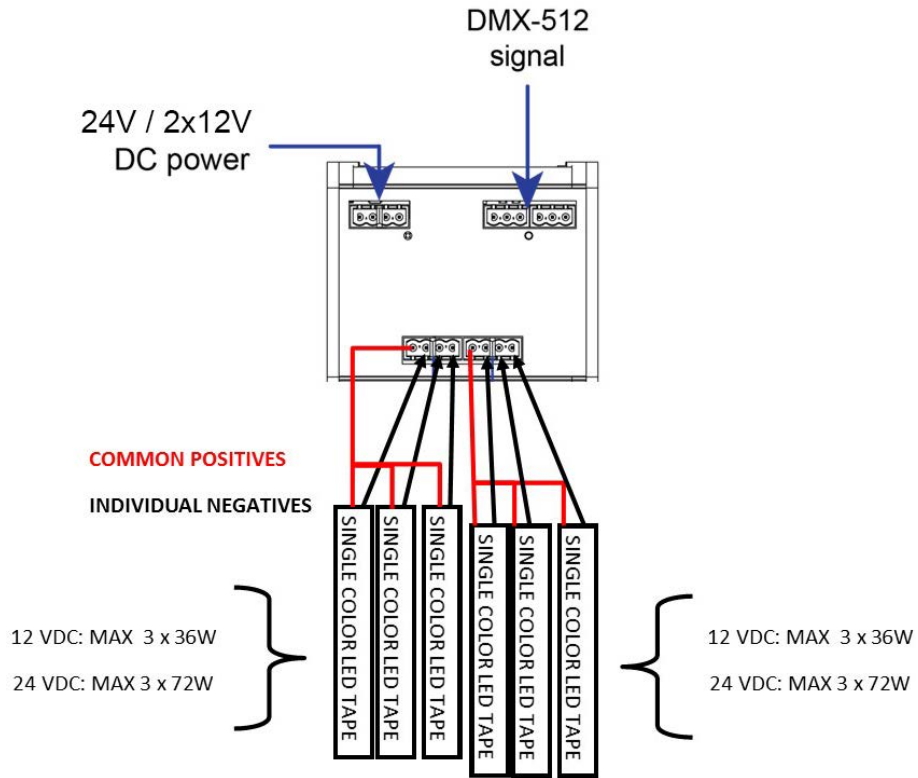 DMX-512
signal
24V / 2x12V
DC power
COMMON POSITIVES
INDIVIDUAL NEGATIVES
SINGLE COLOR LED TAPE
SINGLE COLOR LED TAPE
SINGLE COLOR LED TAPE
SINGLE COLOR LED TAPE
SINGLE COLOR LED TAPE
SINGLE COLOR LED TAPE
12 VDC: MAX 3 x 36W
24 VDC: MAX 3 x 72W
12 VDC: MAX 3 x 36W
24 VDC: MAX 3 x 72W